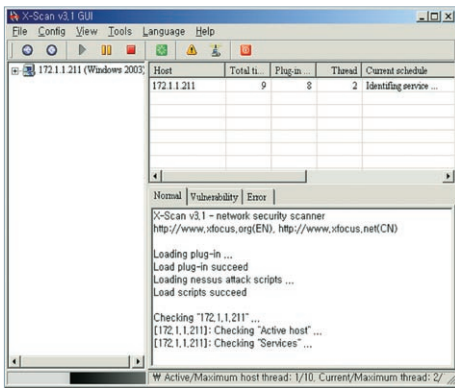 X-Scan v3.1 GUI
File Config View Tools Language Help
172.1.1.211 (Windows 2003;
Host Total ti... Plug-in ... Thread Current schedule
172.1.1.211 9 8 2 Identifing service ...
Normal Vulnerability Error
X-Scan v3.1 - network security scanner
http://www.xfocus.org(EN), http://www.xfocus.net(CN)
Loading plug-in ...
Load plug-in succeed
Loading nessus attack scripts ...
Load scripts succeed
Checking "172.1.1.211" ...
[172.1.1.211]: Checking "Active host" ...
[172.1.1.211]: Checking "Services" ...
₩ Active/Maximum host thread: 1/10, Current/Maximum thread: 2/